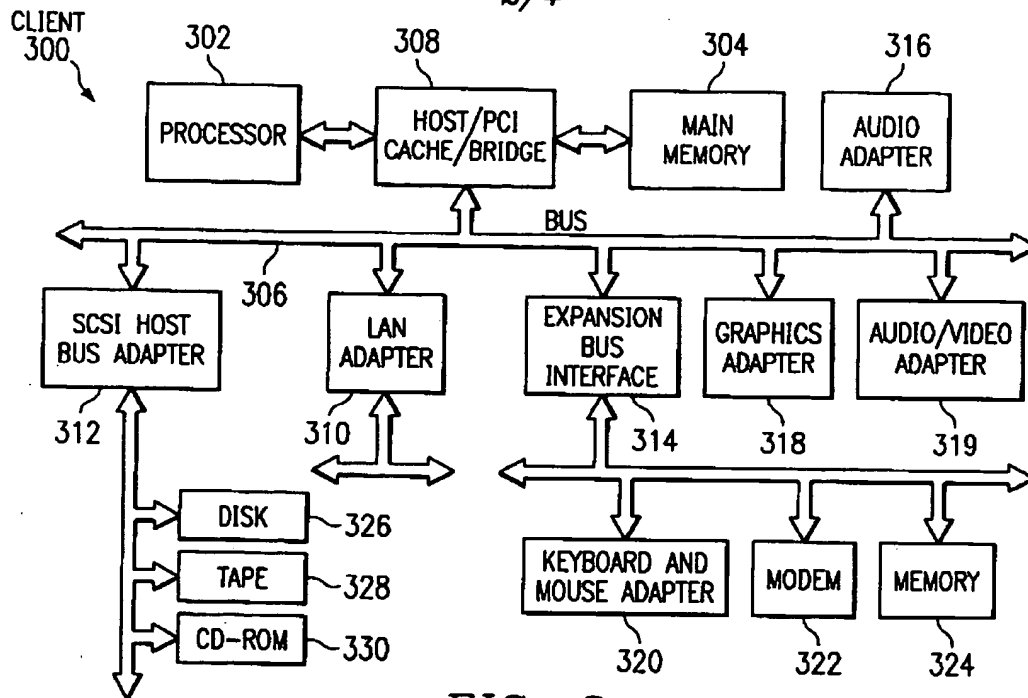 CLIENT
300
302
308
304
316
PROCESSOR
HOST/PCI
CACHE/BRIDGE
MAIN
MEMORY
AUDIO
ADAPTER
BUS
306
SCSI HOST
BUS ADAPTER
LAN
ADAPTER
EXPANSION
BUS
INTERFACE
GRAPHICS
ADAPTER
AUDIO/VIDEO
ADAPTER
312
310
314
318
319
DISK
326
TAPE
328
CD-ROM
330
KEYBOARD AND
MOUSE ADAPTER
MODEM
MEMORY
320
322
324